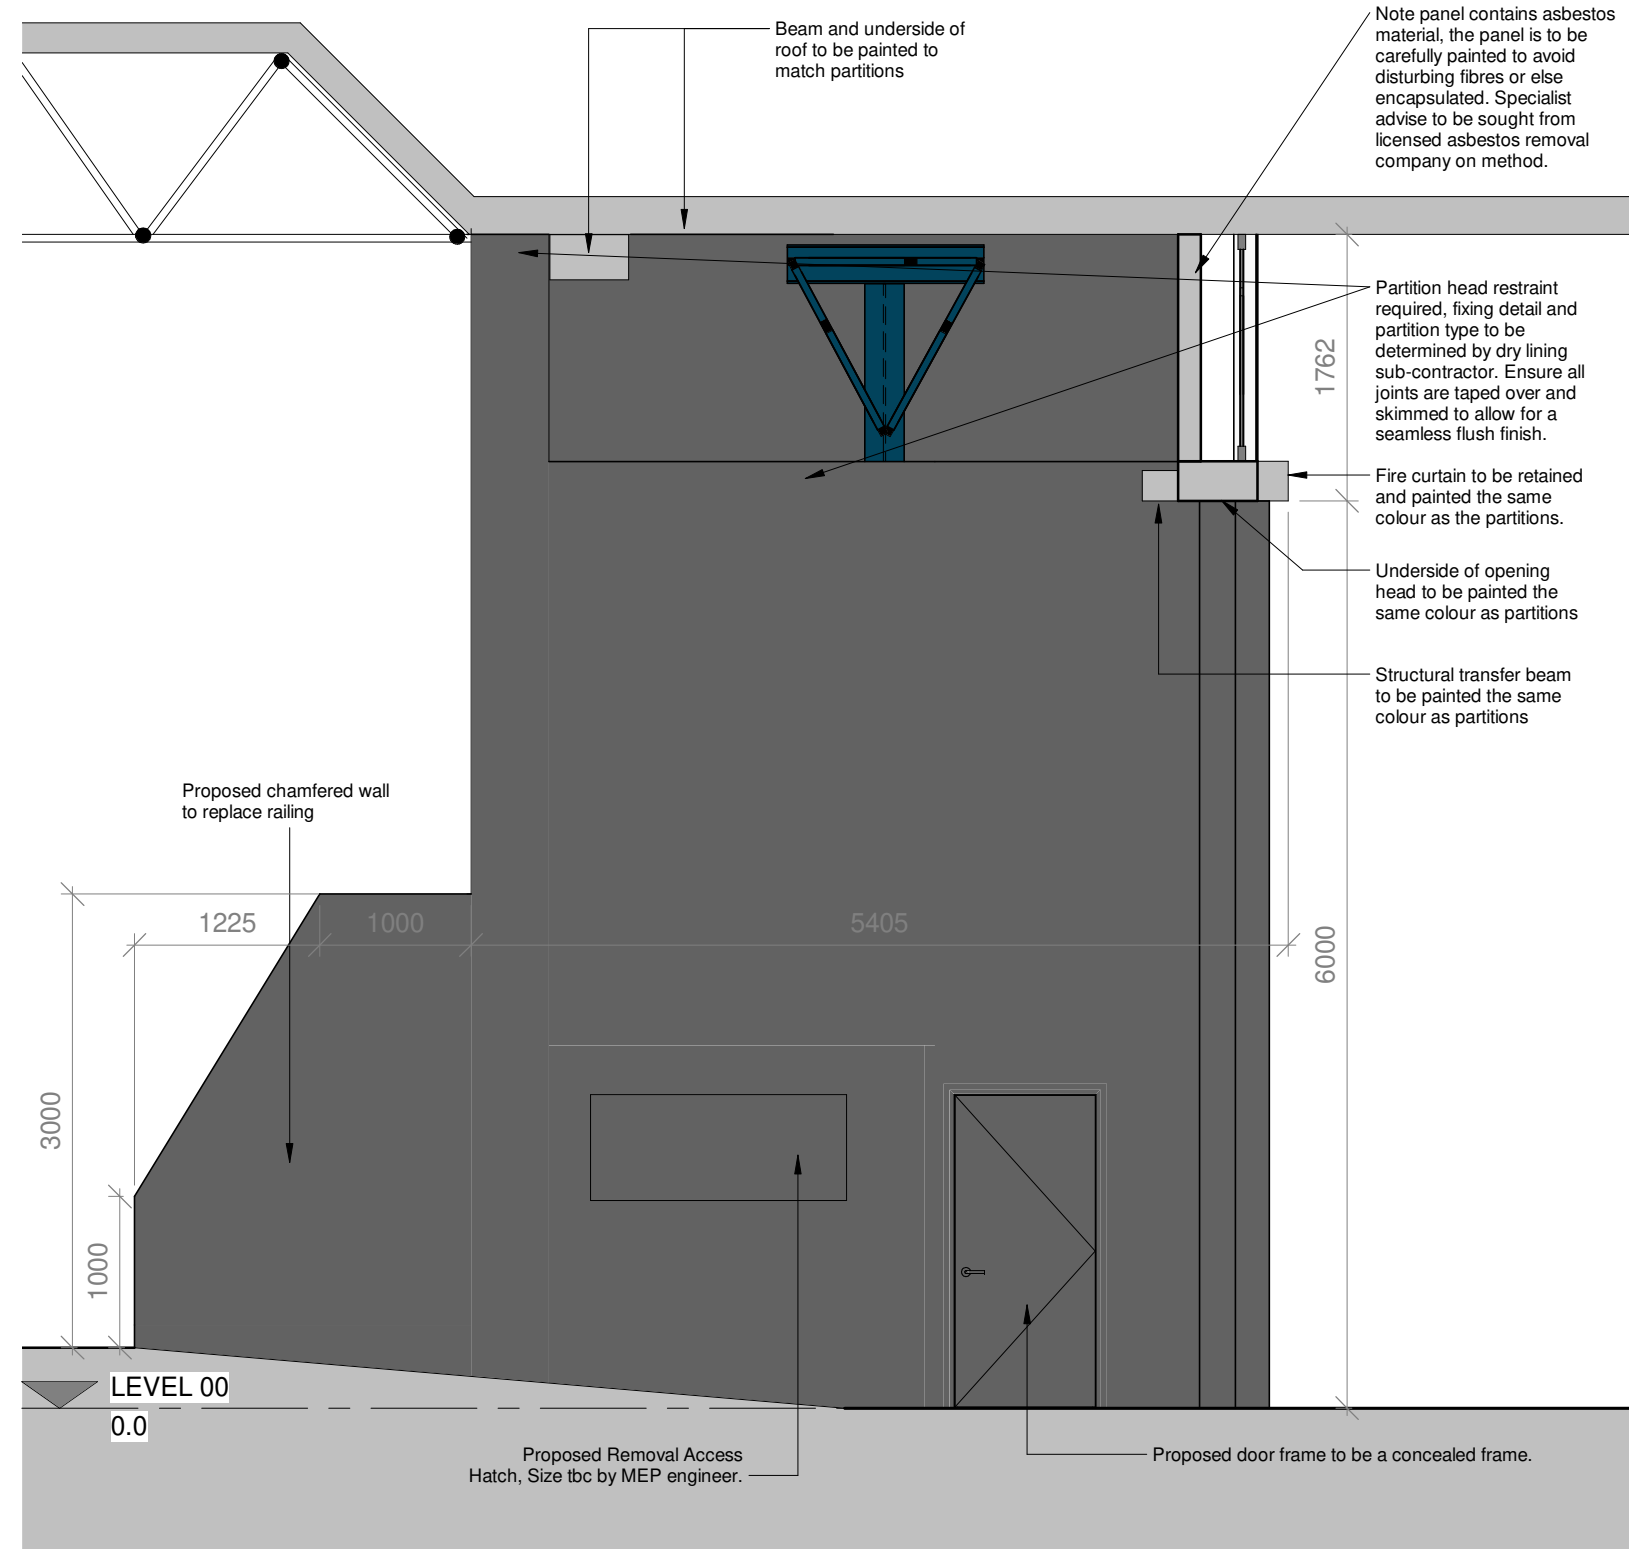 Beam and underside of
roof to be painted to
match partitions
Note panel contains asbestos
material, the panel is to be
carefully painted to avoid
disturbing fibres or else
encapsulated. Specialist
advise to be sought from
licensed asbestos removal
company on method.
Partition head restraint
required, fixing detail and
partition type to be
determined by dry lining
sub-contractor. Ensure all
joints are taped over and
skimmed to allow for a
seamless flush finish.
1762
Fire curtain to be retained
and painted the same
colour as the partitions.
Underside of opening
head to be painted the
same colour as partitions
Structural transfer beam
to be painted the same
colour as partitions
Proposed chamfered wall
to replace railing
1225
1000
5405
6000
3000
1000
LEVEL 00
0.0
Proposed Removal Access
Hatch, Size tbc by MEP engineer.
Proposed door frame to be a concealed frame.